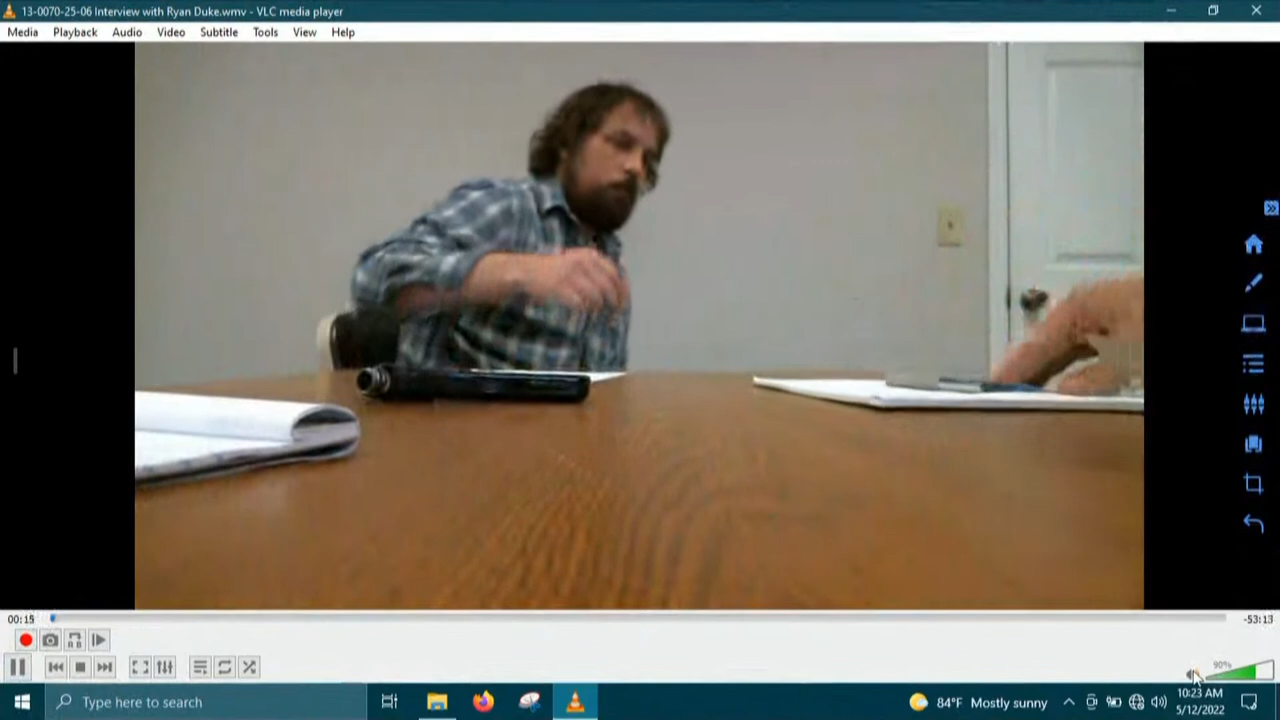 13-0070-25-06 Interview with Ryan Duke.wmv - VLC media player
Media Playback Audio Video Subtitle Tools View Help
00:15
-53:13
90%
Type here to search
84°F Mostly sunny
10:23 AM
5/12/2022